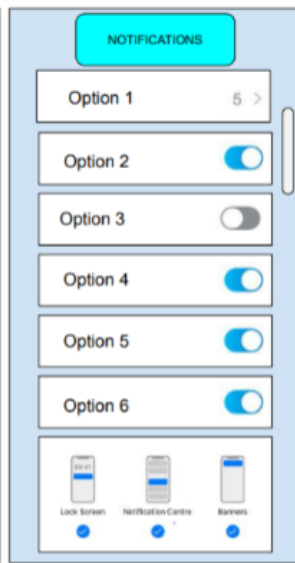 NOTIFICATIONS
Option 1 5 >
Option 2
Option 3
Option 4
Option 5
Option 6
Lock Screen Notification Centre Banners